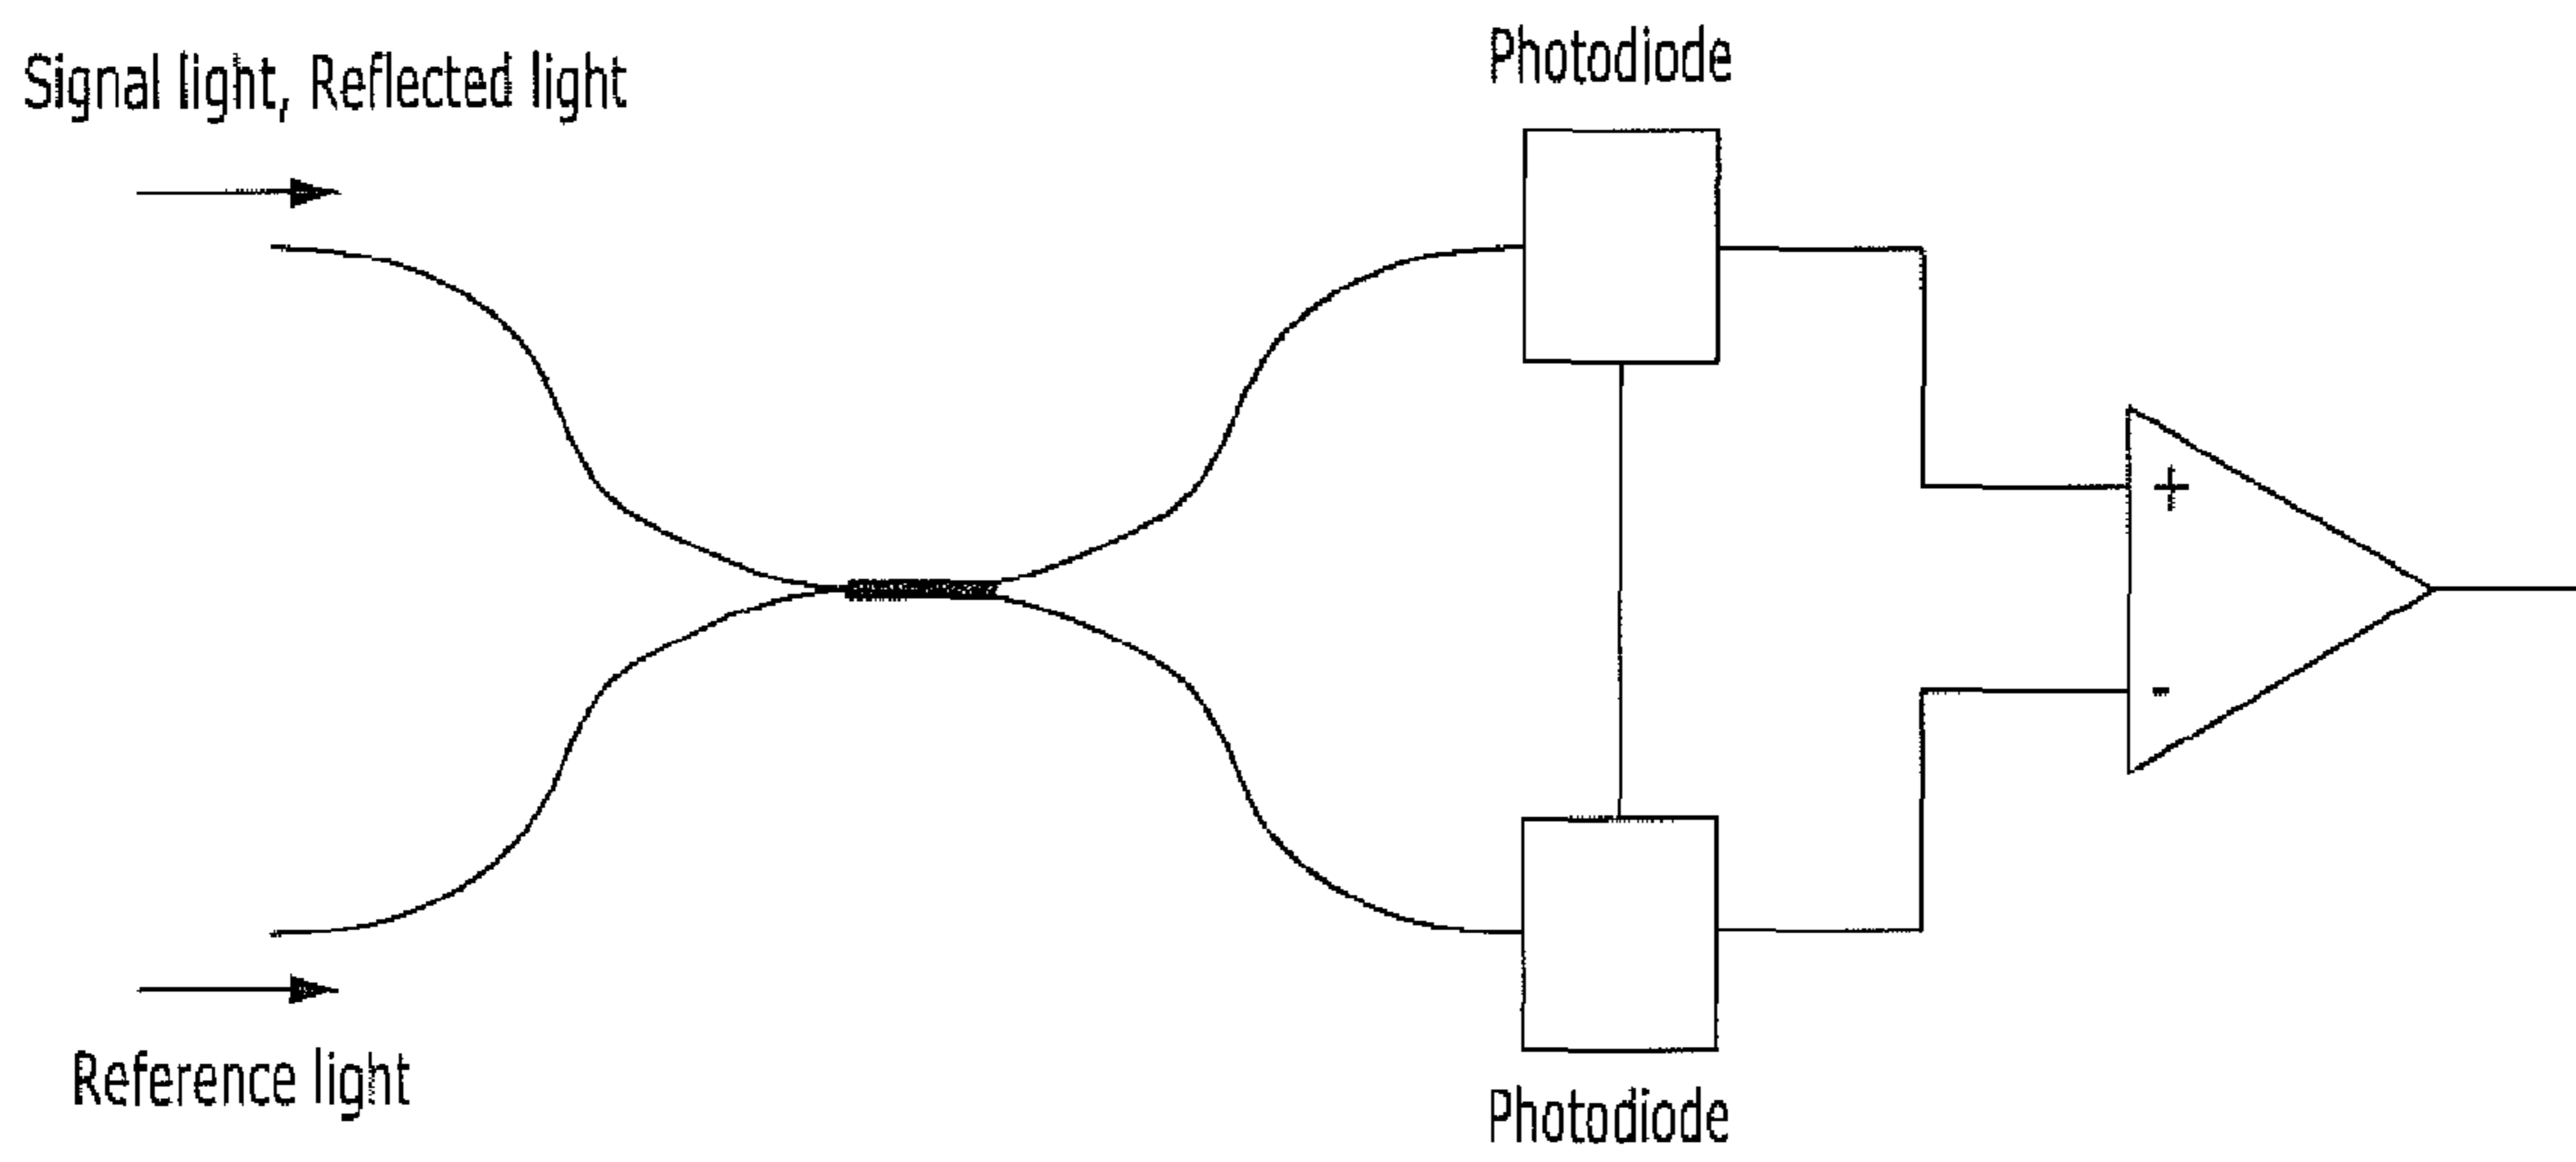 Photodiode
Signal light, Reflected light
+
-
Reference light
Photodiode